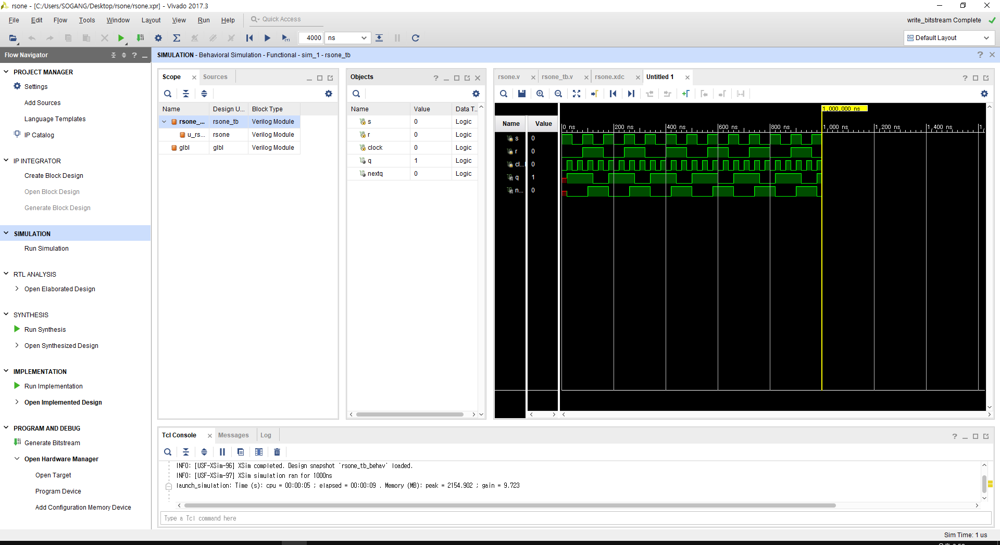 rsone - [C:/Users/SOGANG/Desktop/rsone/rsone.xpr] - Vivado 2017.3
File Edit Flow Tools Window Layout View Run Help Quick Access
write_bitstream Complete
4000 ns
Default Layout
Flow Navigator
PROJECT MANAGER
Settings
Add Sources
Language Templates
IP Catalog
IP INTEGRATOR
Create Block Design
Open Block Design
Generate Block Design
SIMULATION
Run Simulation
RTL ANALYSIS
Open Elaborated Design
SYNTHESIS
Run Synthesis
Open Synthesized Design
IMPLEMENTATION
Run Implementation
Open Implemented Design
PROGRAM AND DEBUG
Generate Bitstream
Open Hardware Manager
Open Target
Program Device
Add Configuration Memory Device
SIMULATION - Behavioral Simulation - Functional - sim_1 - rsone_tb
Scope Sources
Name Design U... Block Type
rsone_... rsone_tb Verilog Module
u_rs... rsone Verilog Module
glbl glbl Verilog Module
Objects
Name Value Data T...
s 0 Logic
r 0 Logic
clock 0 Logic
q 1 Logic
nextq 0 Logic
rsone.v rsone_tb.v rsone.xdc Untitled 1
1,000,000 ns
Name Value
0 ns 200 ns 400 ns 600 ns 800 ns 1,000 ns 1,200 ns 1,400 ns 1,
s 0
r 0
cl... 0
q 1
n... 0
Tcl Console Messages Log
INFO: [USF-XSim-96] XSim completed. Design snapshot 'rsone_tb_behav' loaded.
INFO: [USF-XSim-97] XSim simulation ran for 1000ns
launch_simulation: Time (s): cpu = 00:00:05 ; elapsed = 00:00:09 . Memory (MB): peak = 2154.902 ; gain = 9.723
Type a Tcl command here
Sim Time: 1 us